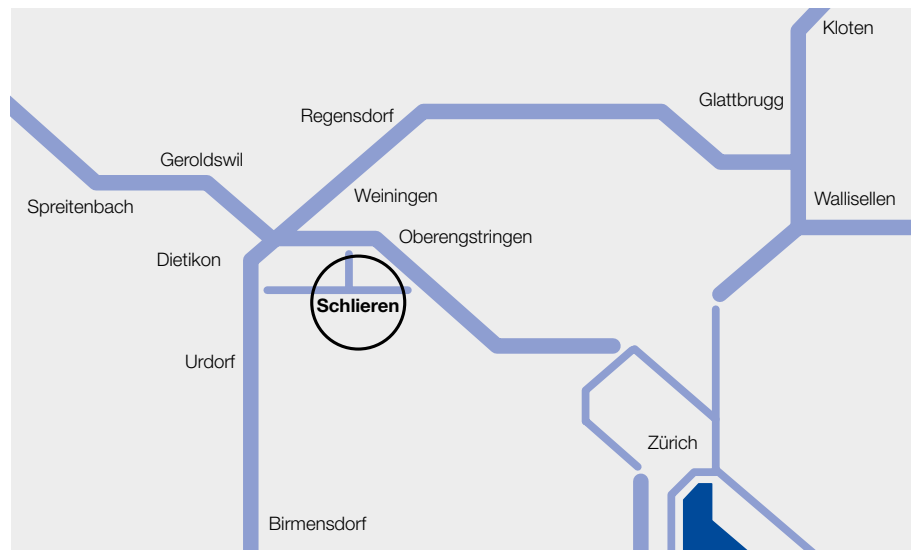 Kloten
Glattbrugg
Regensdorf
Geroldswil
Weiningen
Wallisellen
Spreitenbach
Oberengstringen
Dietikon
Schlieren
Urdorf
Zürich
Birmensdorf